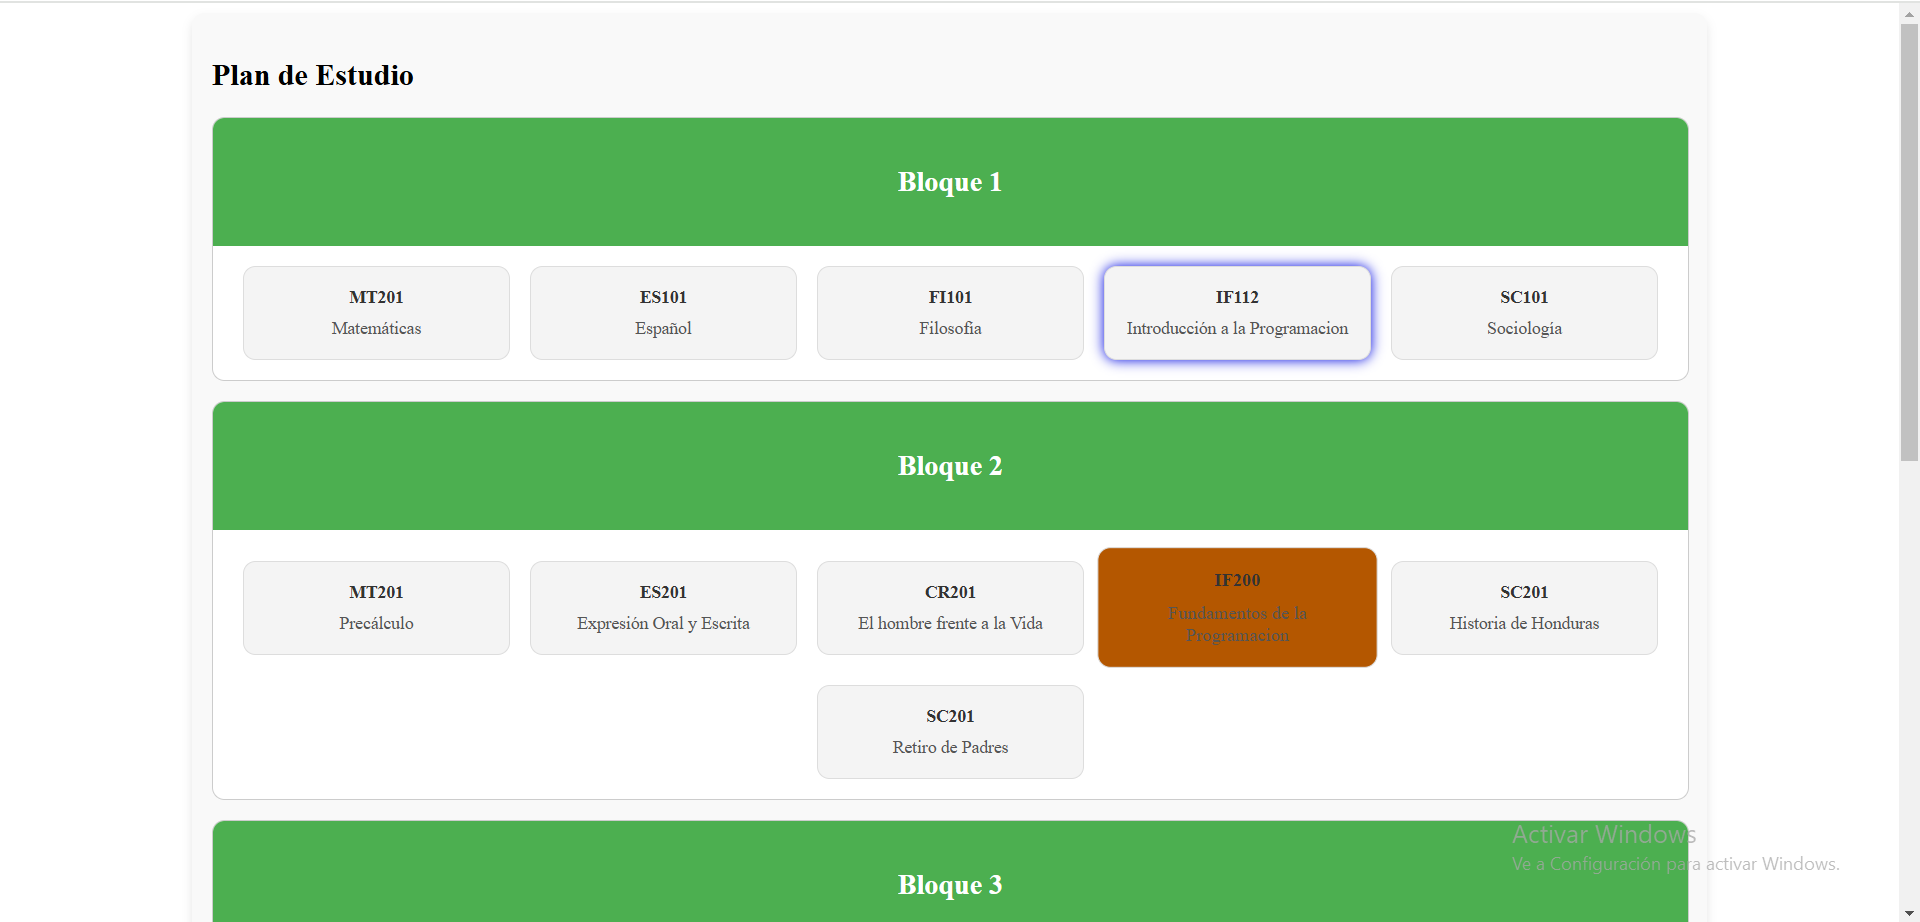 Plan de Estudio
Bloque 1
MT201
Matemáticas
ES101
Español
FI101
Filosofia
IF112
Introducción a la Programacion
SC101
Sociología
Bloque 2
MT201
Precálculo
ES201
Expresión Oral y Escrita
CR201
El hombre frente a la Vida
IF200
Fundamentos de la
Programacion
SC201
Historia de Honduras
SC201
Retiro de Padres
Bloque 3
Activar Windows
Ve a Configuración para activar Windows.